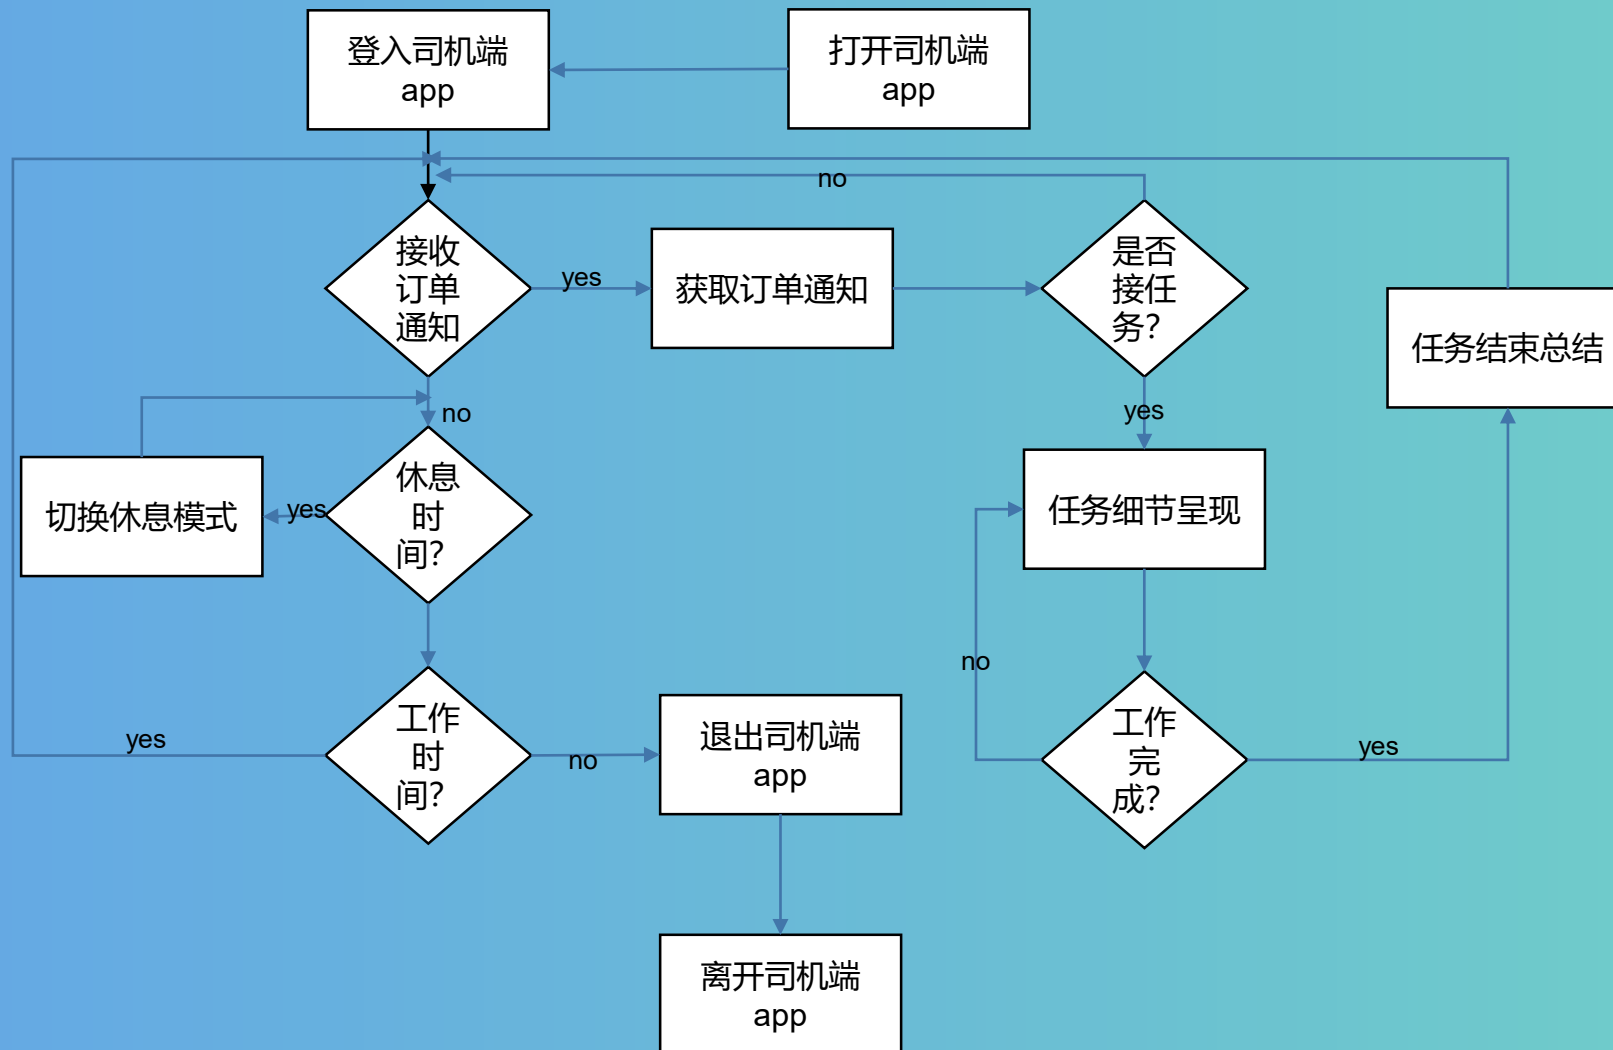 登入司机端
app
打开司机端
app
no
接收
订单
通知
yes
获取订单通知
是否
接任
务？
任务结束总结
no
yes
休息
时
间？
yes
切换休息模式
任务细节呈现
no
工作
时
间？
yes
no
退出司机端
app
工作
完
成？
yes
离开司机端
app